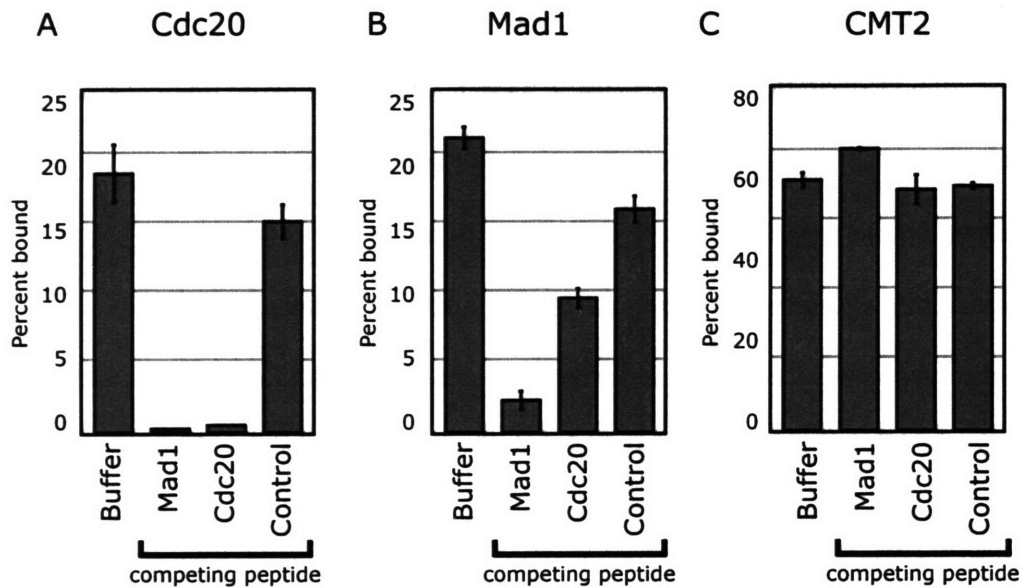 A Cdc20
B Mad1
C CMT2
Percent bound
25
20
15
10
5
0
Buffer
Mad1
Cdc20
Control
competing peptide
Percent bound
25
20
15
10
5
0
Buffer
Mad1
Cdc20
Control
competing peptide
Percent bound
80
60
40
20
0
Buffer
Mad1
Cdc20
Control
competing peptide